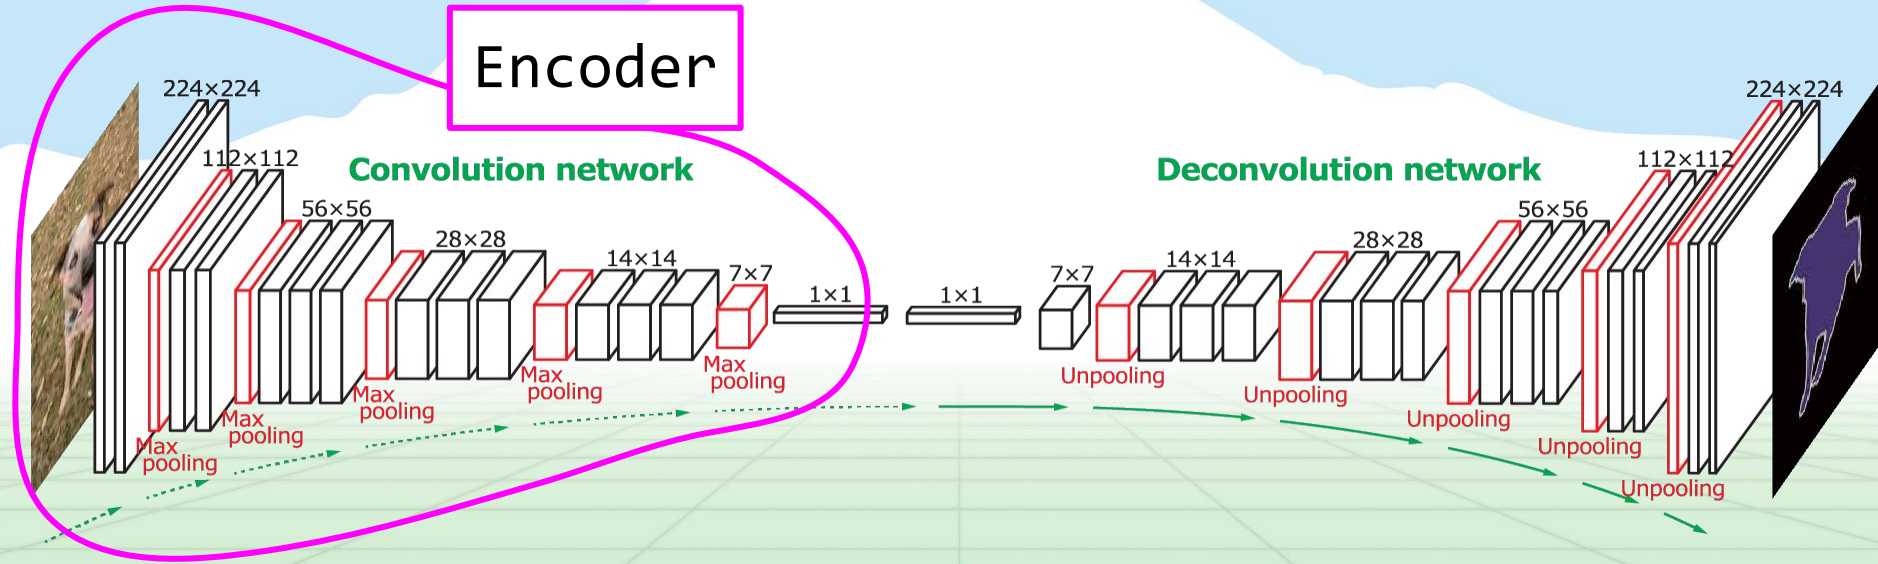 Encoder
Convolution network
Deconvolution network
224×224
112×112
56×56
28×28
14×14
7×7
1×1
1×1
7×7
14×14
28×28
56×56
112×112
224×224
Max
pooling
Max
pooling
Max
pooling
Max
pooling
Max
pooling
Unpooling
Unpooling
Unpooling
Unpooling
Unpooling